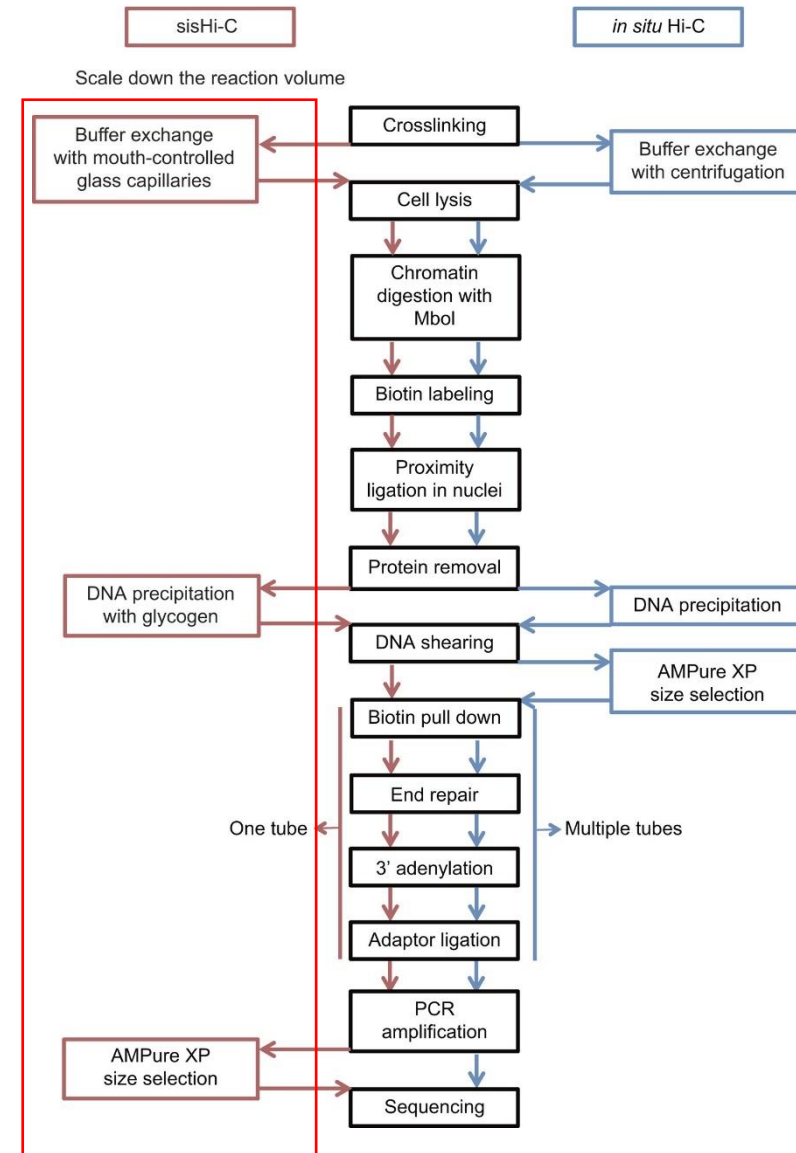 sisHi-C
in situ Hi-C
Scale down the reaction volume
Crosslinking
Buffer exchange
with mouth-controlled
glass capillaries
Buffer exchange
with centrifugation
Cell lysis
Chromatin
digestion with
MboI
Biotin labeling
Proximity
ligation in nuclei
Protein removal
DNA precipitation
with glycogen
DNA precipitation
DNA shearing
AMPure XP
size selection
Biotin pull down
End repair
One tube
Multiple tubes
3’ adenylation
Adaptor ligation
PCR
amplification
AMPure XP
size selection
Sequencing